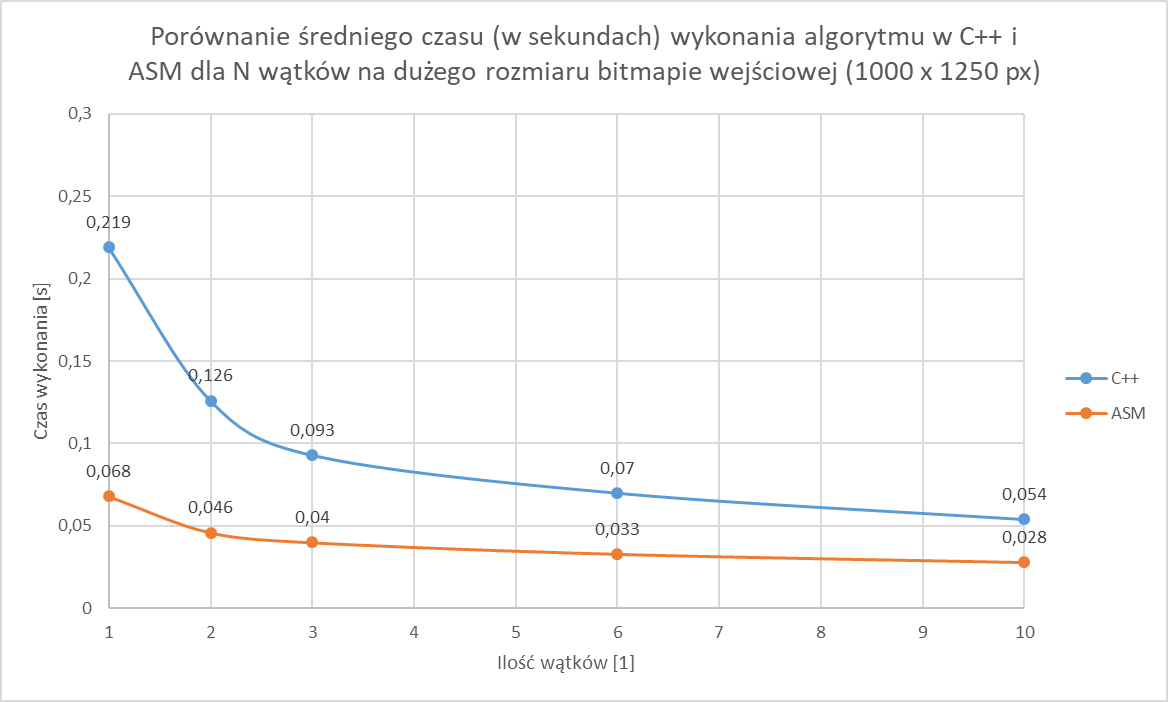 Porównanie średniego czasu (w sekundach) wykonania algorytmu w C++ i
ASM dla N wątków na dużego rozmiaru bitmapie wejściowej (1000 x 1250 px)
0,3
0,25
0,219
0,2
0,15
0,126
0,1
0,093
0,07
0,054
0,068
0,046
0,04
0,033
0,028
0,05
0
Czas wykonania [s]
1 2 3 4 5 6 7 8 9 10
Ilość wątków [1]
C++
ASM